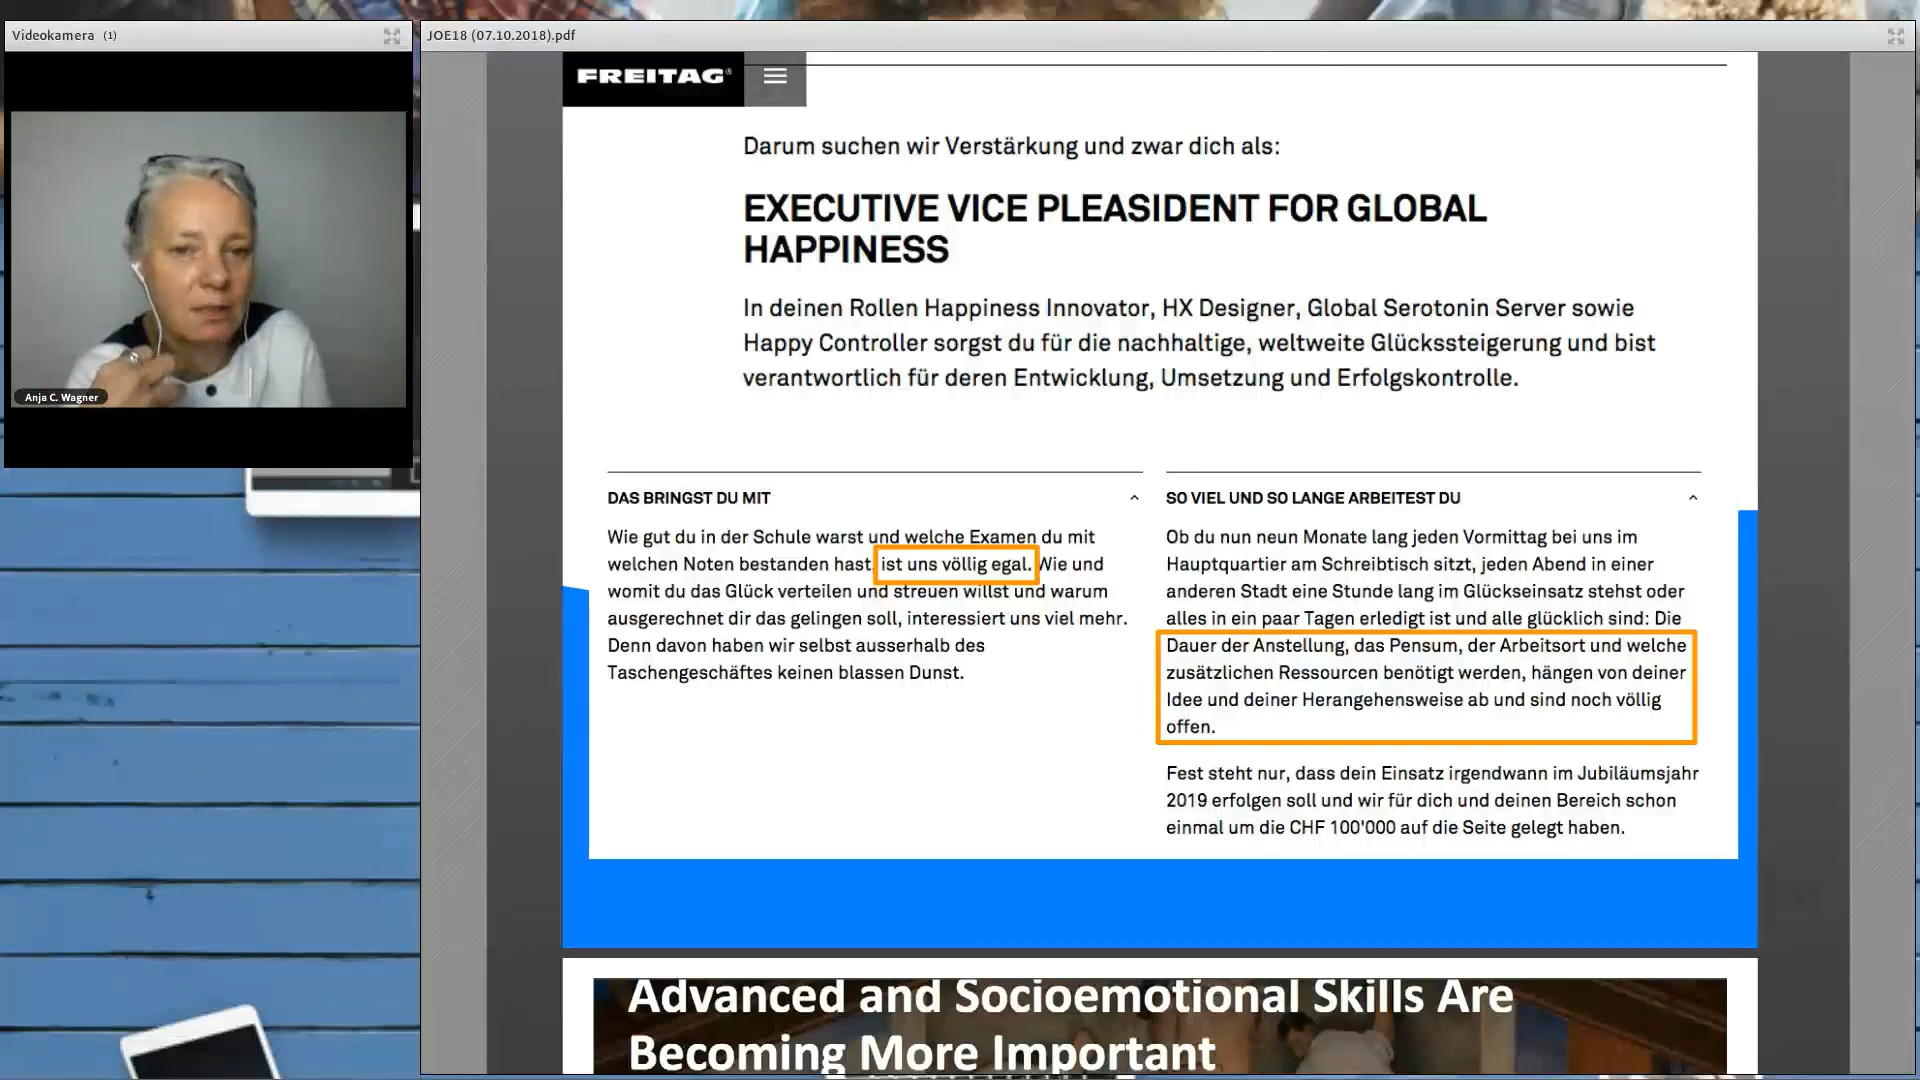 Videokamera (1)
Anja C. Wagner
JOE18 (07.10.2018).pdf
FREITAG®
Darum suchen wir Verstärkung und zwar dich als:
EXECUTIVE VICE PLEASIDENT FOR GLOBAL
HAPPINESS
In deinen Rollen Happiness Innovator, HX Designer, Global Serotonin Server sowie
Happy Controller sorgst du für die nachhaltige, weltweite Glückssteigerung und bist
verantwortlich für deren Entwicklung, Umsetzung und Erfolgskontrolle.
DAS BRINGST DU MIT
Wie gut du in der Schule warst und welche Examen du mit
welchen Noten bestanden hast, ist uns völlig egal. Wie und
womit du das Glück verteilen und streuen willst und warum
ausgerechnet dir das gelingen soll, interessiert uns viel mehr.
Denn davon haben wir selbst ausserhalb des
Taschengeschäftes keinen blassen Dunst.
SO VIEL UND SO LANGE ARBEITEST DU
Ob du nun neun Monate lang jeden Vormittag bei uns im
Hauptquartier am Schreibtisch sitzt, jeden Abend in einer
anderen Stadt eine Stunde lang im Glückseinsatz stehst oder
alles in ein paar Tagen erledigt ist und alle glücklich sind: Die
Dauer der Anstellung, das Pensum, der Arbeitsort und welche
zusätzlichen Ressourcen benötigt werden, hängen von deiner
Idee und deiner Herangehensweise ab und sind noch völlig
offen.
Fest steht nur, dass dein Einsatz irgendwann im Jubiläumsjahr
2019 erfolgen soll und wir für dich und deinen Bereich schon
einmal um die CHF 100'000 auf die Seite gelegt haben.
Advanced and Socioemotional Skills Are
Becoming More Important